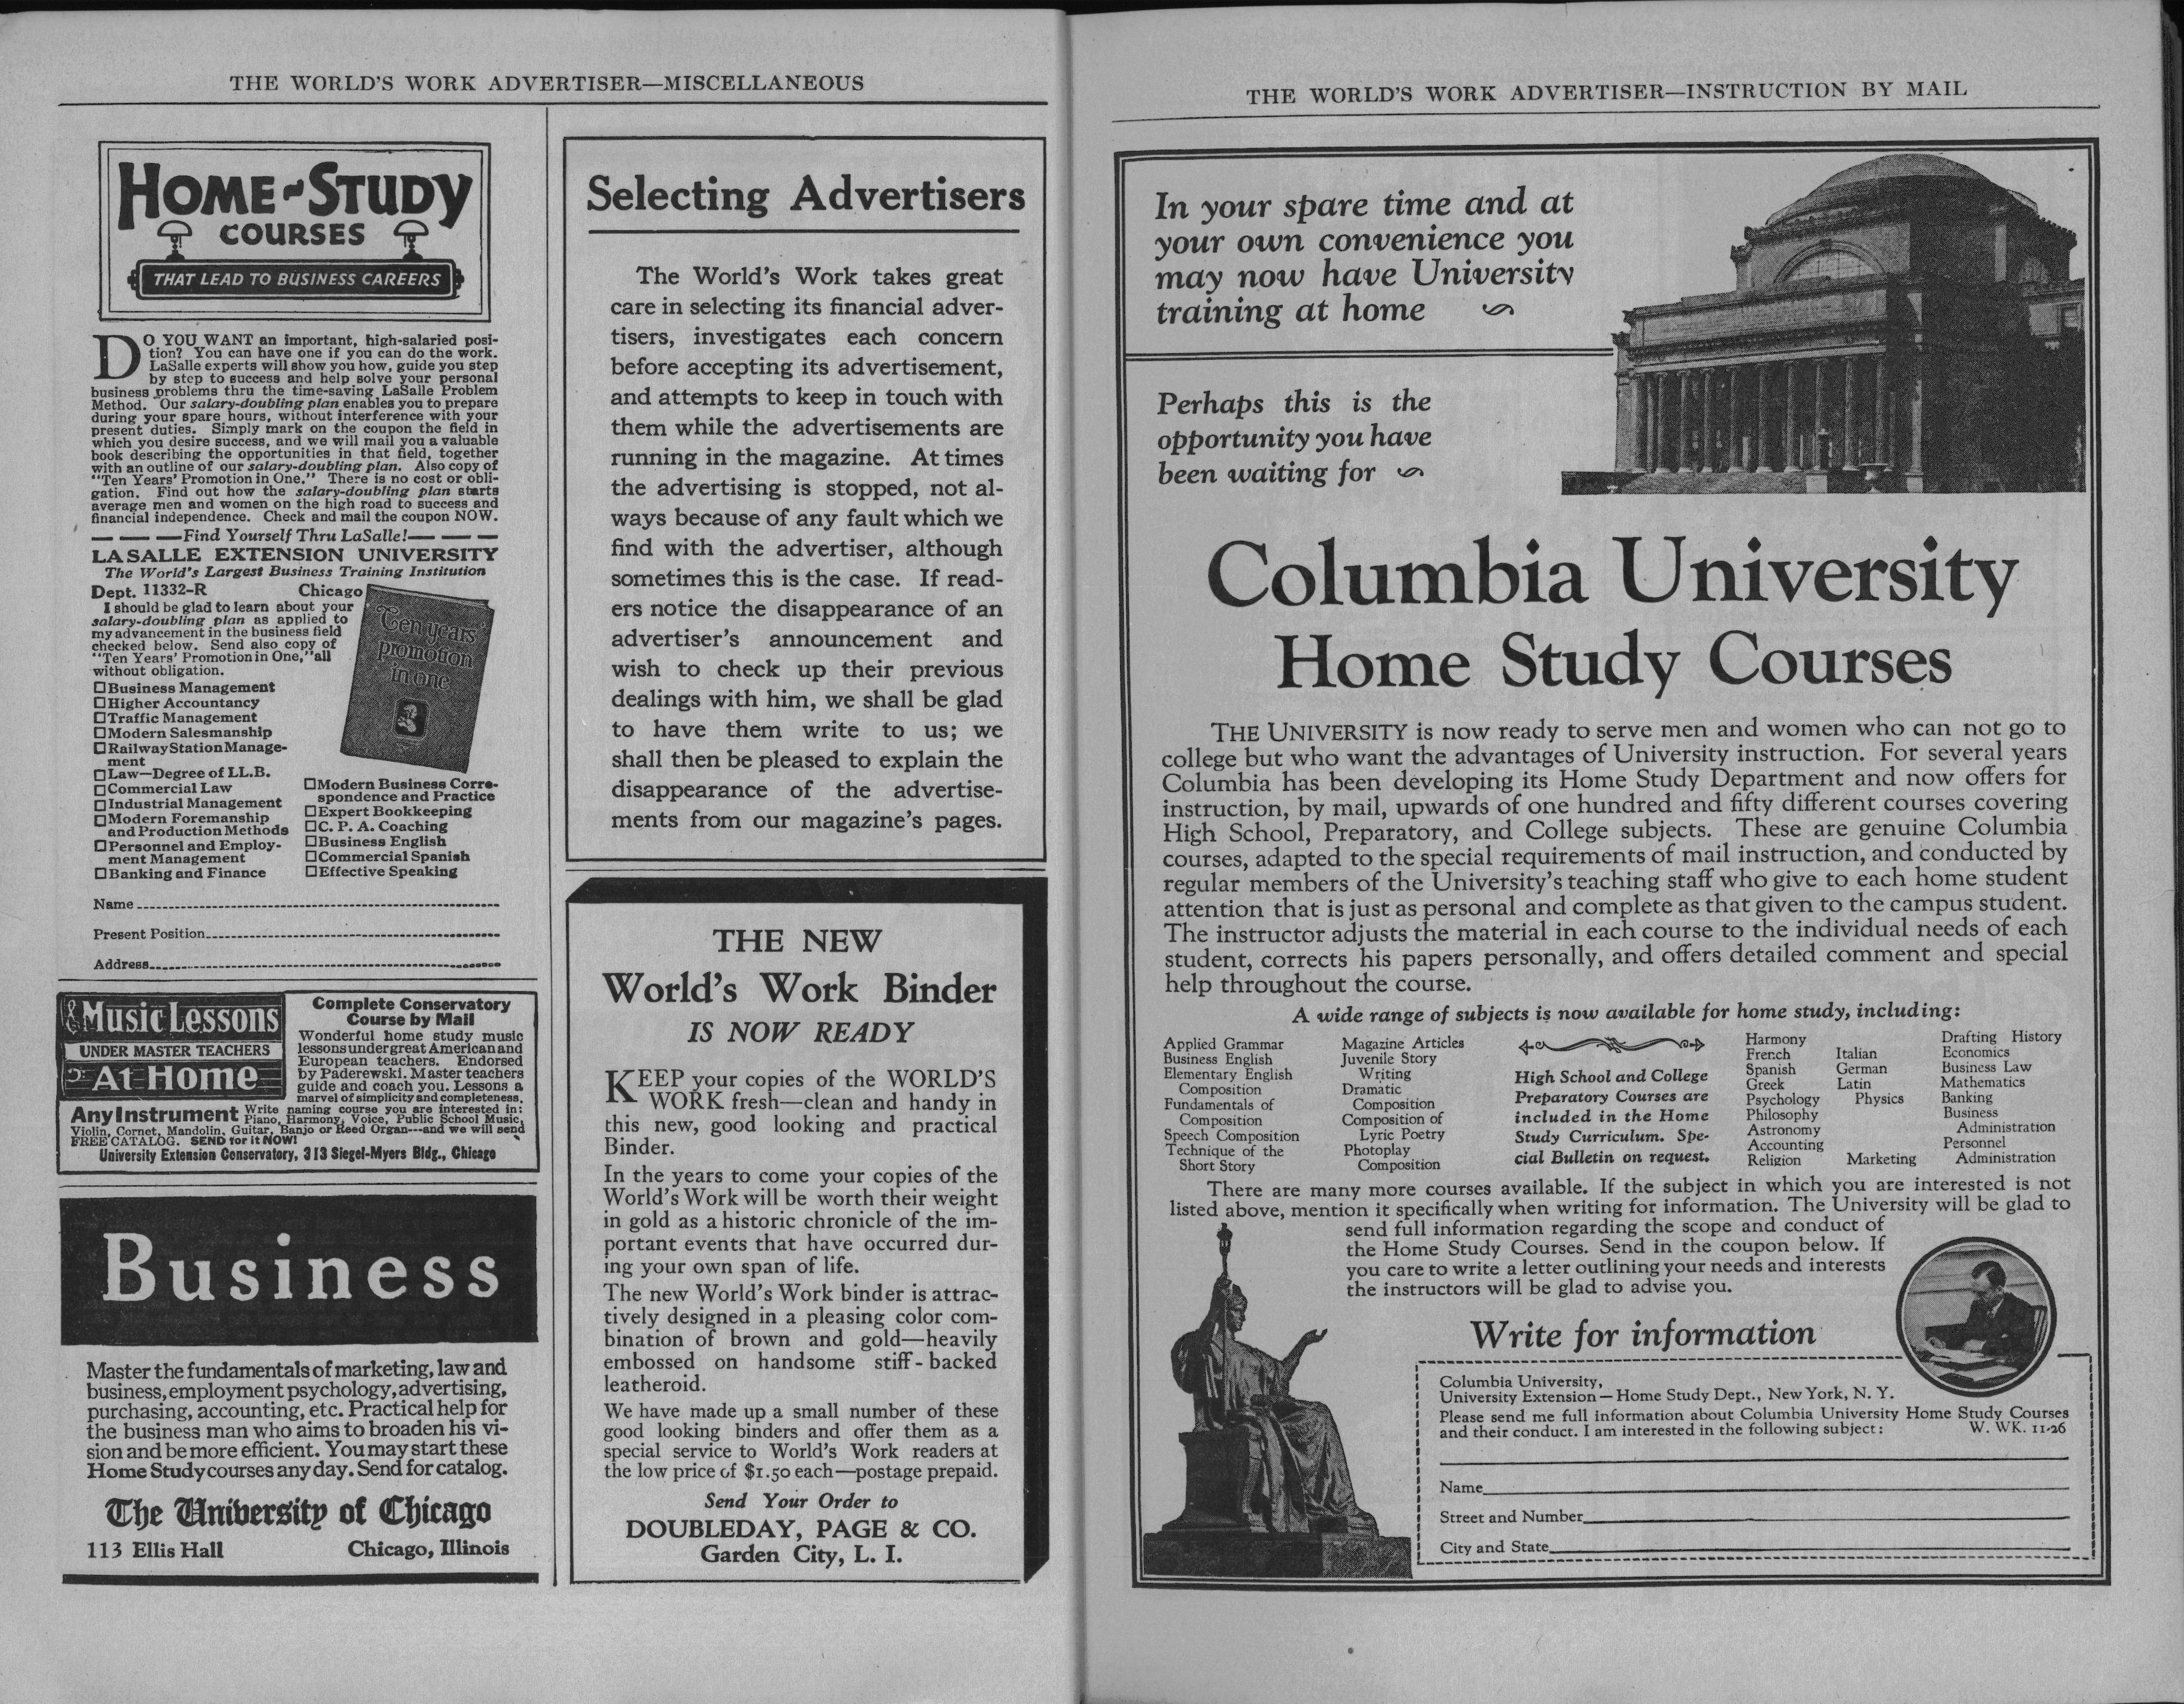 THE WORLD'S WORK ADVERTISER—MISCELLANEOUS
HOME-STUDY
COURSES
THAT LEAD TO BUSINESS CAREERS
DO YOU WANT an important, high-salaried posi-
tion? You can have one if you can do the work.
LaSalle experts will show you how, guide you step
by step to success and help solve your personal
business problems thru the time-saving LaSalle Problem
Method. Our salary-doubling plan enables you to prepare
during your spare hours, without interference with your
present duties. Simply mark on the coupon the field in
which you desire success, and we will mail you a valuable
book describing the opportunities in that field, together
with an outline of our salary-doubling plan. Also copy of
"Ten Years' Promotion in One." There is no cost or obli-
gation. Find out how the salary-doubling plan starts
average men and women on the high road to success and
financial independence. Check and mail the coupon NOW.
— — —Find Yourself Thru LaSalle!— — —
LASALLE EXTENSION UNIVERSITY
The World's Largest Business Training Institution
Dept. 11332-R Chicago
I should be glad to learn about your
salary-doubling plan as applied to
my advancement in the business field
checked below. Send also copy of
"Ten Years' Promotion in One," all
without obligation.
Ten years'
promotion
in one
☐Business Management
☐Higher Accountancy
☐Traffic Management
☐Modern Salesmanship
☐Railway Station Manage-
ment
☐Law—Degree of LL.B.
☐Commercial Law
☐Industrial Management
☐Modern Foremanship
and Production Methods
☐Personnel and Employ-
ment Management
☐Banking and Finance
☐Modern Business Corre-
spondence and Practice
☐Expert Bookkeeping
☐C. P. A. Coaching
☐Business English
☐Commercial Spanish
☐Effective Speaking
Name
Present Position
Address
Music Lessons
UNDER MASTER TEACHERS
At Home
Complete Conservatory
Course by Mail
Wonderful home study music
lessons under great American and
European teachers. Endorsed
by Paderewski. Master teachers
guide and coach you. Lessons a
marvel of simplicity and completeness.
Any Instrument Write naming course you are interested in:
Piano, Harmony, Voice, Public School Music,
Violin, Cornet, Mandolin, Guitar, Banjo or Reed Organ---and we will send
FREE CATALOG. SEND for it NOW!
University Extension Conservatory, 313 Siegel-Myers Bldg., Chicago
Business
Master the fundamentals of marketing, law and
business, employment psychology, advertising,
purchasing, accounting, etc. Practical help for
the business man who aims to broaden his vi-
sion and be more efficient. You may start these
Home Study courses any day. Send for catalog.
The University of Chicago
113 Ellis Hall Chicago, Illinois
Selecting Advertisers
The World's Work takes great
care in selecting its financial adver-
tisers, investigates each concern
before accepting its advertisement,
and attempts to keep in touch with
them while the advertisements are
running in the magazine. At times
the advertising is stopped, not al-
ways because of any fault which we
find with the advertiser, although
sometimes this is the case. If read-
ers notice the disappearance of an
advertiser's announcement and
wish to check up their previous
dealings with him, we shall be glad
to have them write to us; we
shall then be pleased to explain the
disappearance of the advertise-
ments from our magazine's pages.
THE NEW
World's Work Binder
IS NOW READY
KEEP your copies of the WORLD'S
WORK fresh—clean and handy in
this new, good looking and practical
Binder.
In the years to come your copies of the
World's Work will be worth their weight
in gold as a historic chronicle of the im-
portant events that have occurred dur-
ing your own span of life.
The new World's Work binder is attrac-
tively designed in a pleasing color com-
bination of brown and gold—heavily
embossed on handsome stiff-backed
leatheroid.
We have made up a small number of these
good looking binders and offer them as a
special service to World's Work readers at
the low price of $1.50 each—postage prepaid.
Send Your Order to
DOUBLEDAY, PAGE & CO.
Garden City, L. I.
THE WORLD'S WORK ADVERTISER—INSTRUCTION BY MAIL
In your spare time and at
your own convenience you
may now have University
training at home
Perhaps this is the
opportunity you have
been waiting for
Columbia University
Home Study Courses
THE UNIVERSITY is now ready to serve men and women who can not go to
college but who want the advantages of University instruction. For several years
Columbia has been developing its Home Study Department and now offers for
instruction, by mail, upwards of one hundred and fifty different courses covering
High School, Preparatory, and College subjects. These are genuine Columbia
courses, adapted to the special requirements of mail instruction, and conducted by
regular members of the University's teaching staff who give to each home student
attention that is just as personal and complete as that given to the campus student.
The instructor adjusts the material in each course to the individual needs of each
student, corrects his papers personally, and offers detailed comment and special
help throughout the course.
A wide range of subjects is now available for home study, including:
Applied Grammar
Business English
Elementary English
Composition
Fundamentals of
Composition
Speech Composition
Technique of the
Short Story
Magazine Articles
Juvenile Story
Writing
Dramatic
Composition
Composition of
Lyric Poetry
Photoplay
Composition
High School and College
Preparatory Courses are
included in the Home
Study Curriculum. Spe-
cial Bulletin on request.
Harmony
French Italian
Spanish German
Greek Latin
Psychology Physics
Philosophy
Astronomy
Accounting
Religion Marketing
Drafting History
Economics
Business Law
Mathematics
Banking
Business
Administration
Personnel
Administration
There are many more courses available. If the subject in which you are interested is not
listed above, mention it specifically when writing for information. The University will be glad to
send full information regarding the scope and conduct of
the Home Study Courses. Send in the coupon below. If
you care to write a letter outlining your needs and interests
the instructors will be glad to advise you.
Write for information
Columbia University,
University Extension—Home Study Dept., New York, N. Y.
Please send me full information about Columbia University Home Study Courses
and their conduct. I am interested in the following subject: W. WK. 11-26
Name
Street and Number
City and State